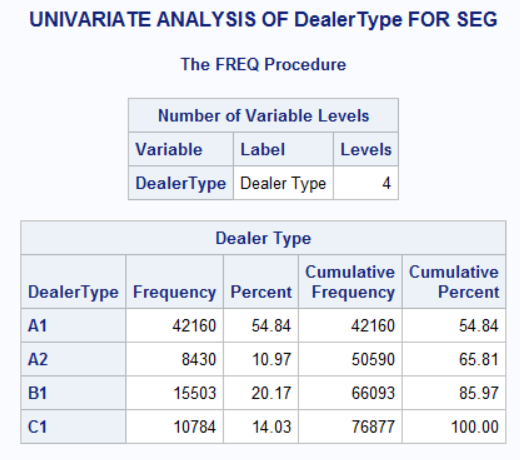 UNIVARIATE ANALYSIS OF DealerType FOR SEG
The FREQ Procedure
Number of Variable Levels
Variable Label Levels
DealerType Dealer Type 4
Dealer Type
DealerType Frequency Percent Cumulative Frequency Cumulative Percent
A1 42160 54.84 42160 54.84
A2 8430 10.97 50590 65.81
B1 15503 20.17 66093 85.97
C1 10784 14.03 76877 100.00